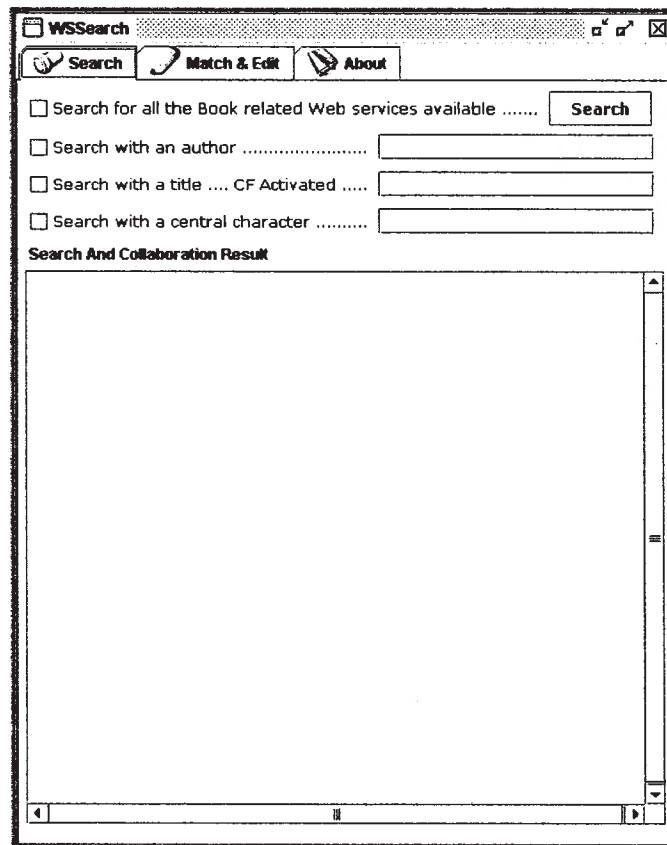 WSSearch
Search Match & Edit About
Search for all the Book related Web services available ....... Search
Search with an author .......................
Search with a title .... CF Activated .....
Search with a central character ..........
Search And Collaboration Result